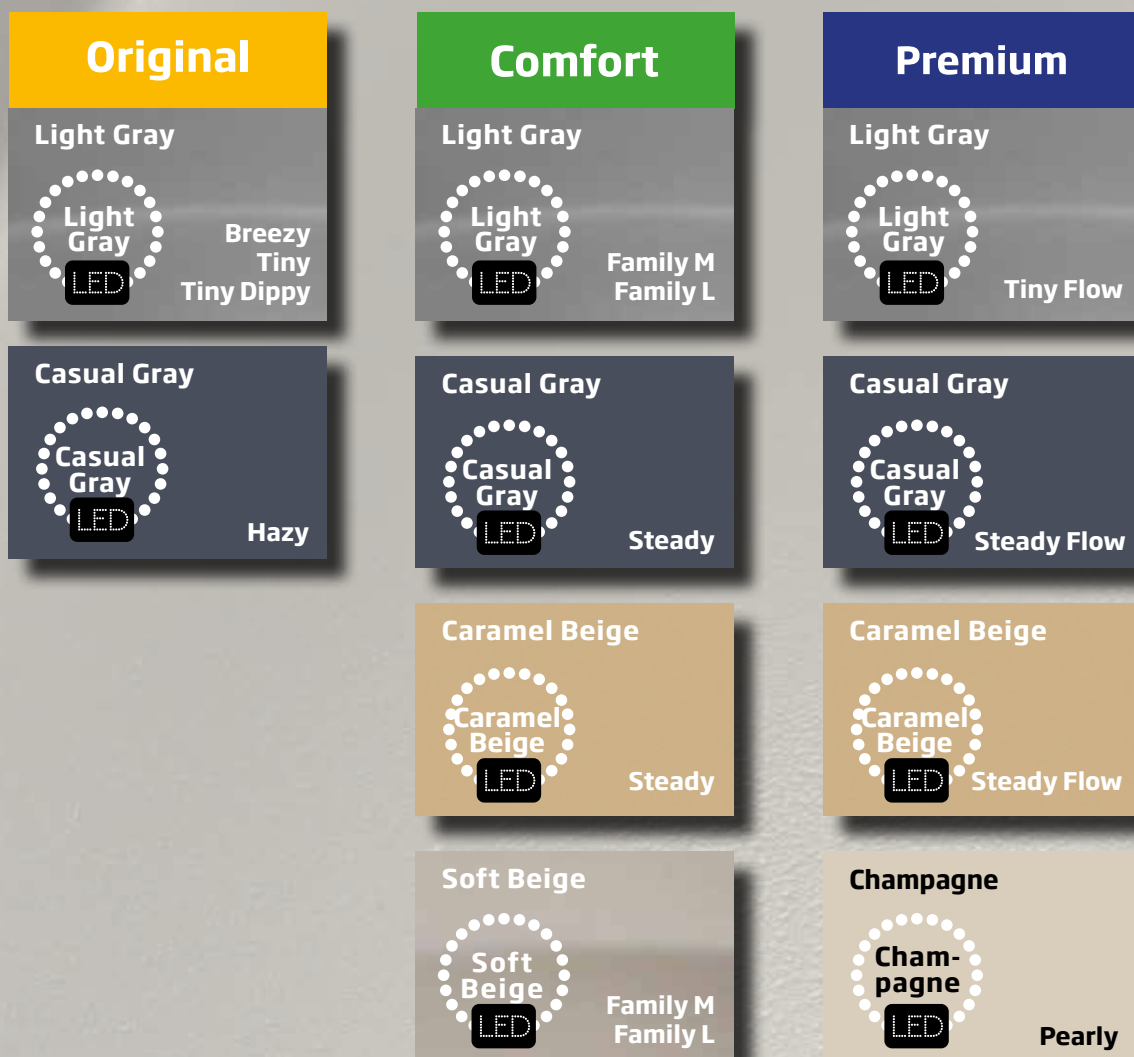 Original
Light Gray
Light
Gray
LED
Breezy
Tiny
Tiny Dippy
Casual Gray
Casual
Gray
LED
Hazy
Comfort
Light Gray
Light
Gray
LED
Family M
Family L
Casual Gray
Casual
Gray
LED
Steady
Caramel Beige
Caramel
Beige
LED
Steady
Soft Beige
Soft
Beige
LED
Family M
Family L
Premium
Light Gray
Light
Gray
LED
Tiny Flow
Casual Gray
Casual
Gray
LED
Steady Flow
Caramel Beige
Caramel
Beige
LED
Steady Flow
Champagne
Cham-
pagne
LED
Pearly